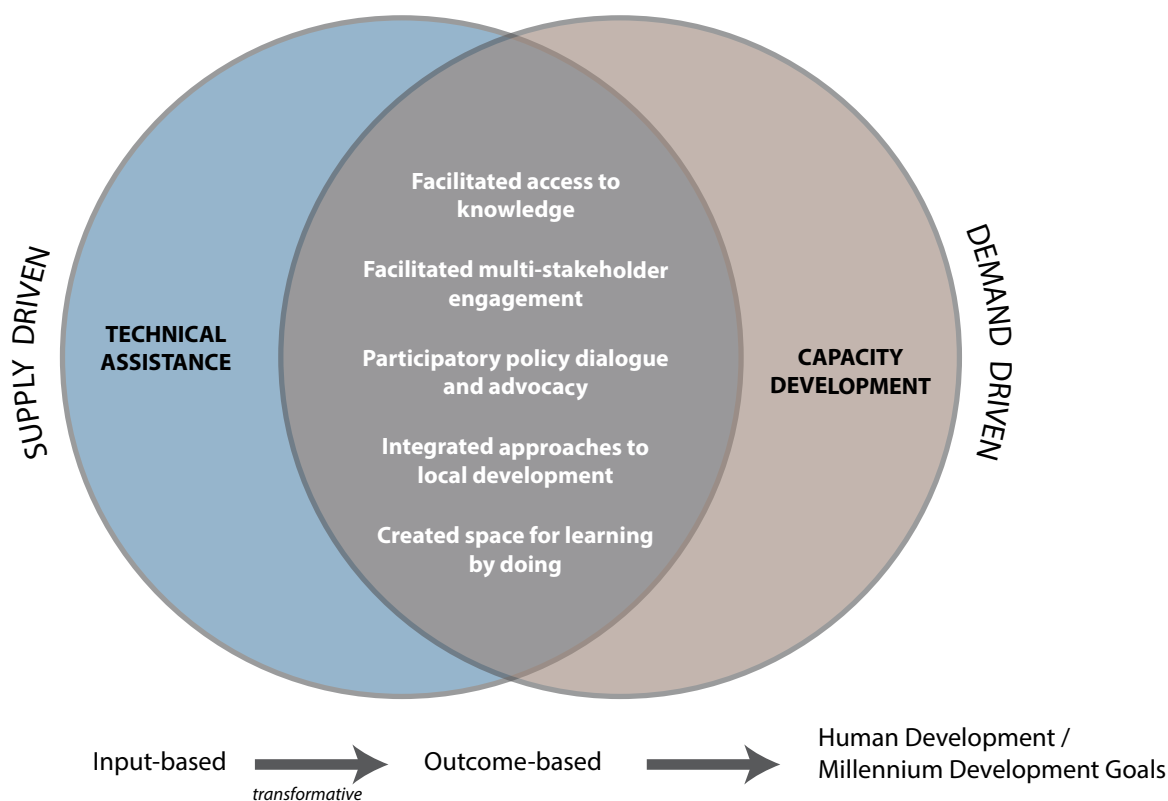 Facilitated access to
knowledge
Facilitated multi-stakeholder
engagement
Participatory policy dialogue
and advocacy
Integrated approaches to
local development
Created space for learning
by doing
SUPPLY DRIVEN
TECHNICAL
ASSISTANCE
CAPACITY
DEVELOPMENT
DEMAND DRIVEN
Input-based
transformative
Outcome-based
Human Development /
Millennium Development Goals